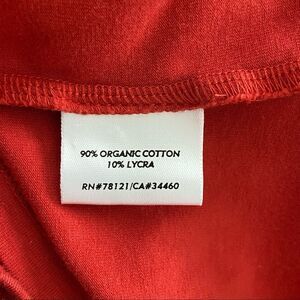 90% ORGANIC COTTON
10% LYCRA
RN#78121/CA#34460